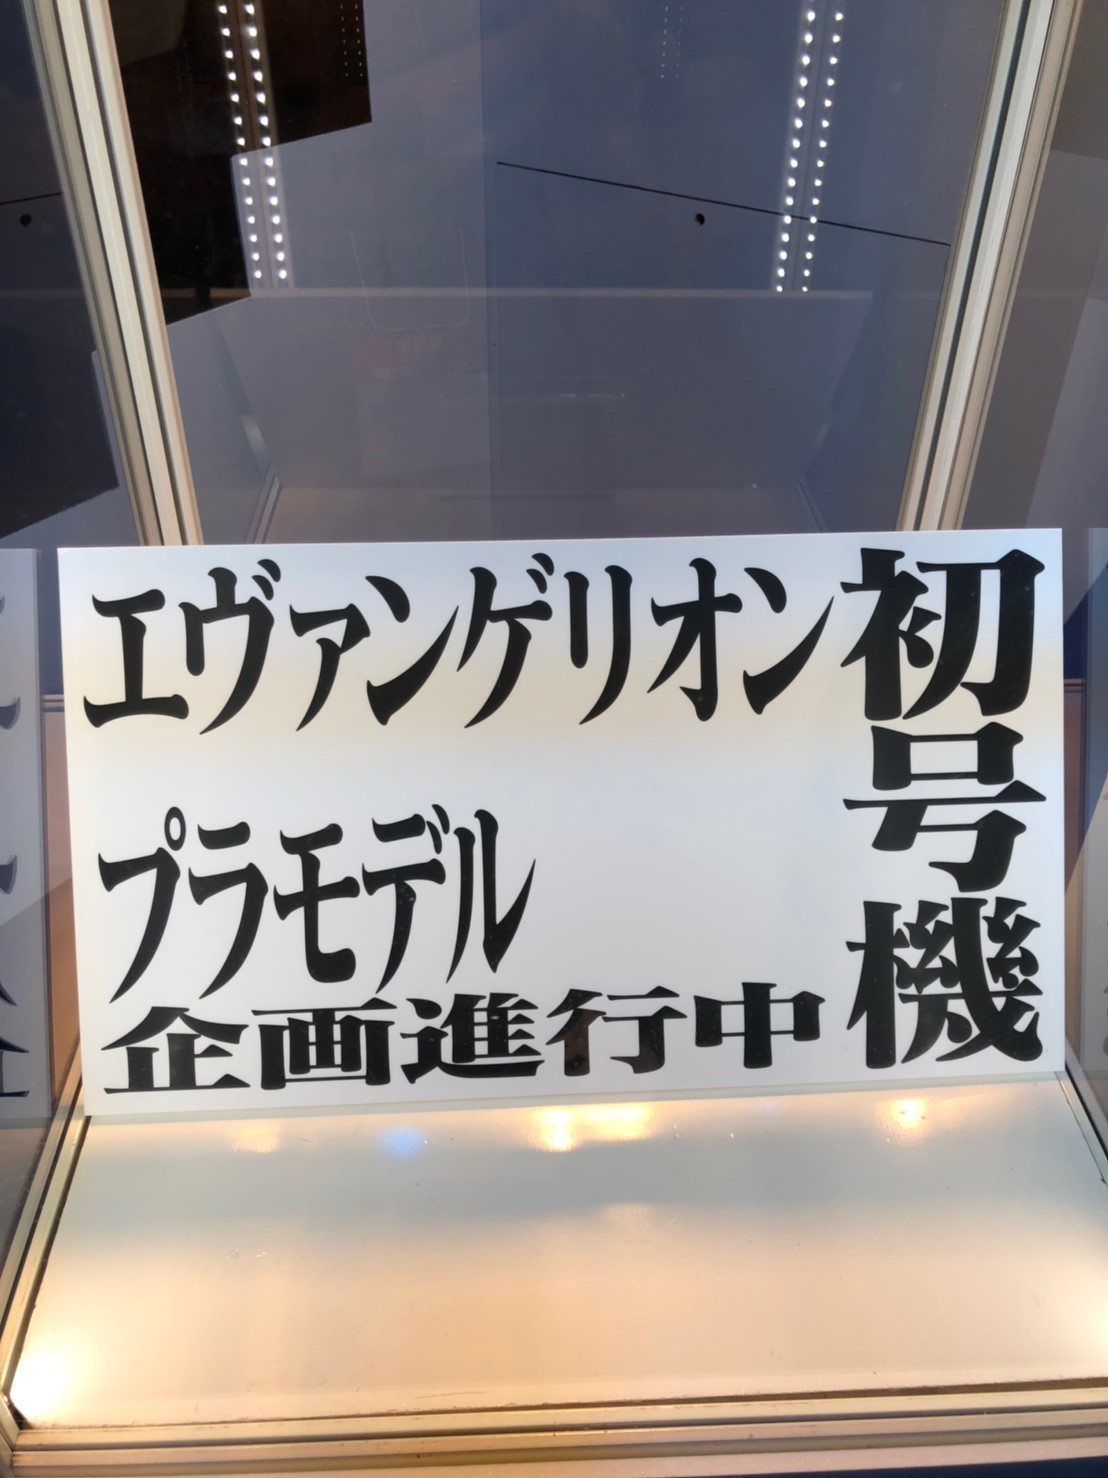 エヴァンゲリオン
初号機
プラモデル
企画進行中